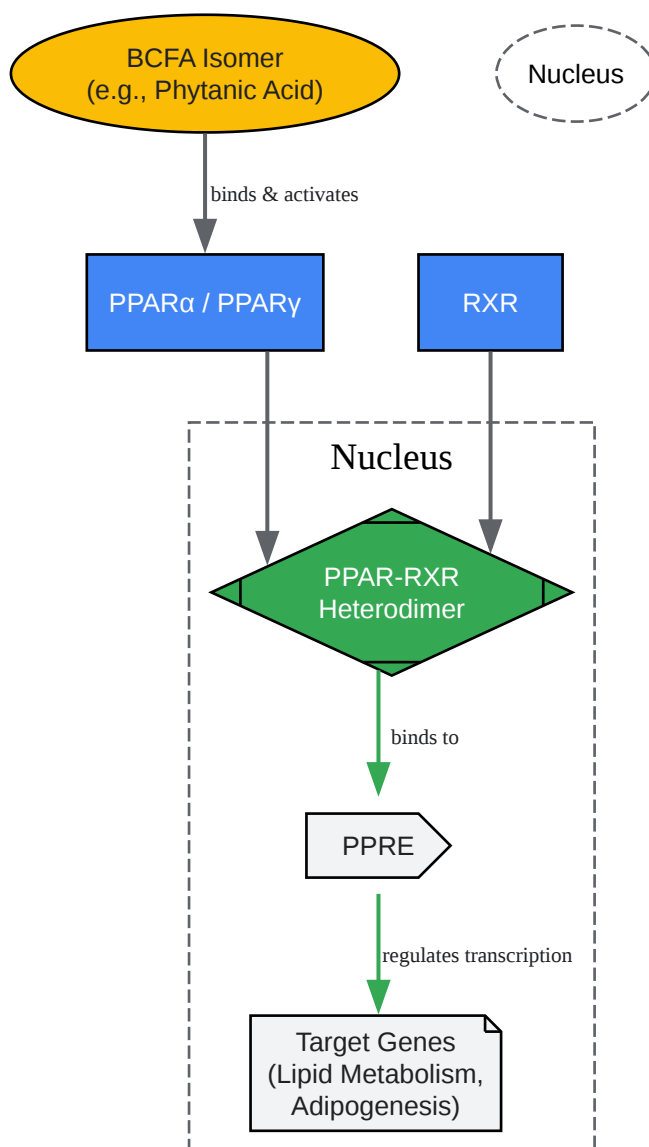 BCFA Isomer
(e.g., Phytanic Acid)
Nucleus
binds & activates
PPARα / PPARγ
RXR
Nucleus
PPAR-RXR
Heterodimer
binds to
PPRE
regulates transcription
Target Genes
(Lipid Metabolism,
Adipogenesis)